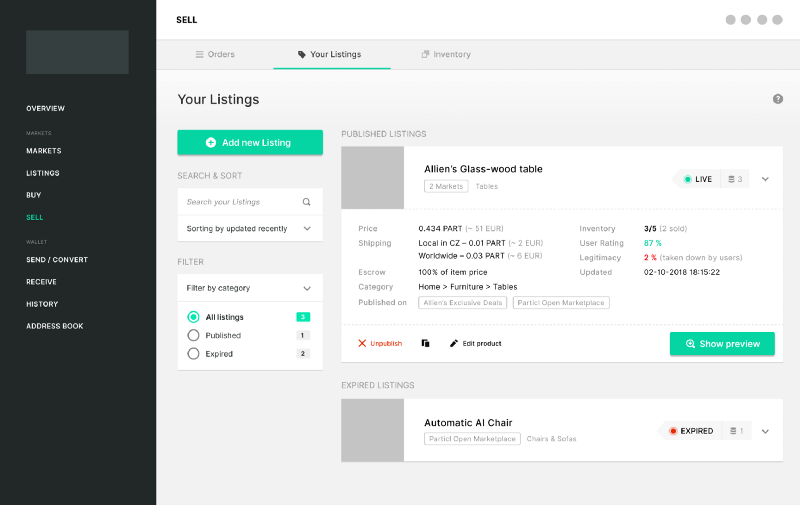 SELL
OVERVIEW
MARKETS
MARKETS
LISTINGS
BUY
SELL
WALLET
SEND / CONVERT
RECEIVE
HISTORY
ADDRESS BOOK
Orders
Your Listings
Inventory
Your Listings
?
Add new Listing
SEARCH & SORT
Search your Listings
Sorting by updated recently
FILTER
Filter by category
All listings 3
Published 1
Expired 2
PUBLISHED LISTINGS
Allien's Glass-wood table
2 Markets Tables
LIVE 3
Price 0.434 PART (~ 51 EUR)
Shipping Local in CZ – 0.01 PART (~ 2 EUR)
Worldwide – 0.03 PART (~ 6 EUR)
Escrow 100% of item price
Category Home > Furniture > Tables
Published on Allien's Exclusive Deals Particl Open Marketplace
Inventory 3/5 (2 sold)
User Rating 87 %
Legitimacy 2 % (taken down by users)
Updated 02-10-2018 18:15:22
Unpublish
Edit product
Show preview
EXPIRED LISTINGS
Automatic AI Chair
Particl Open Marketplace Chairs & Sofas
EXPIRED 1